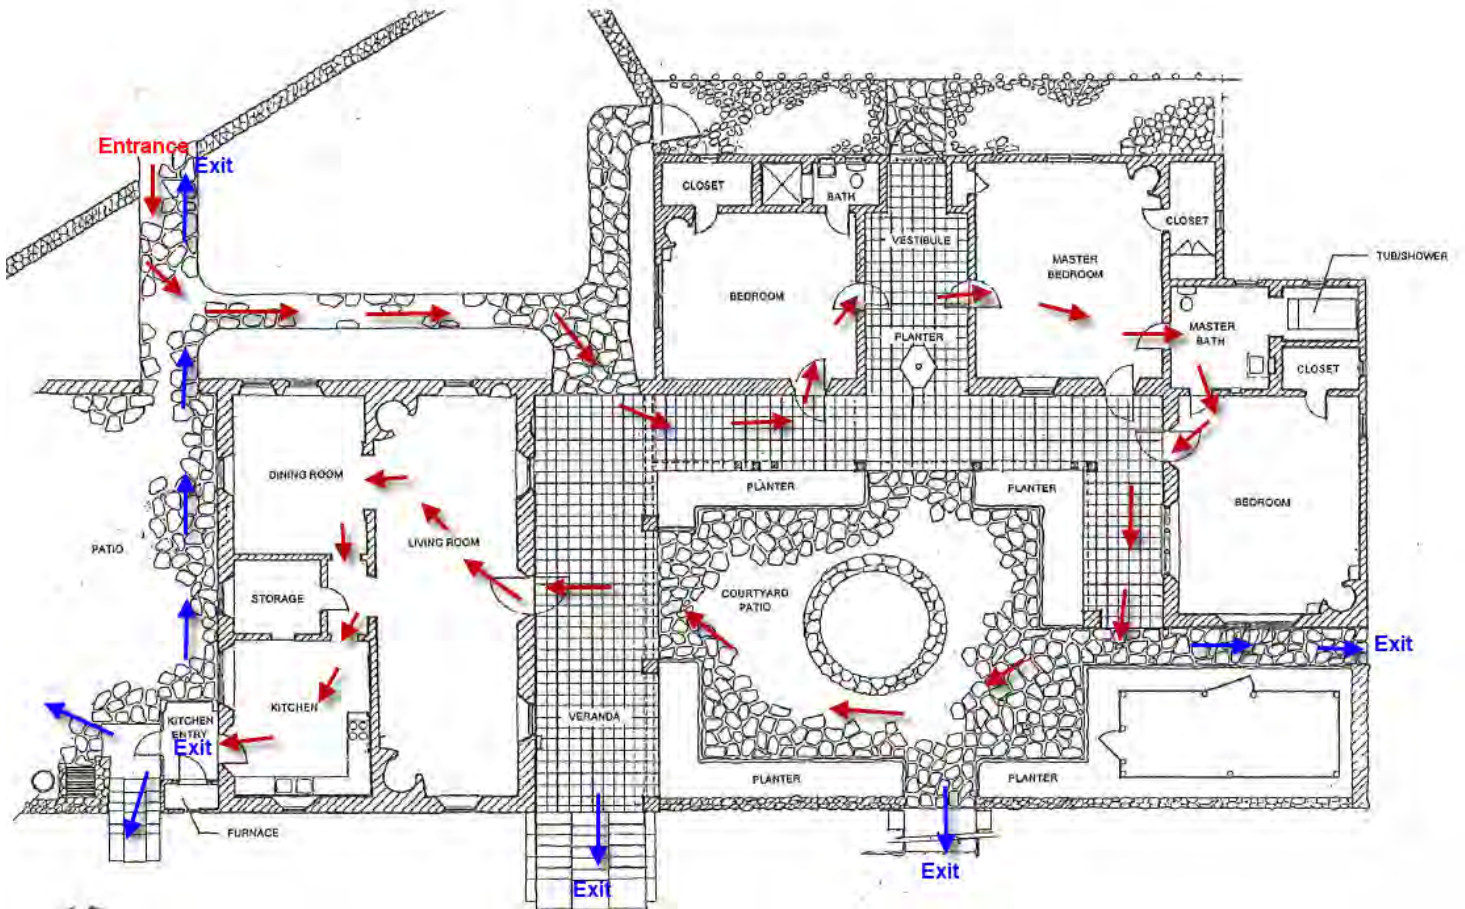 Entrance
Exit
CLOSET
BATH
CLOSET
VESTIBULE
MASTER
BEDROOM
TUB/SHOWER
BEDROOM
PLANTER
MASTER
BATH
CLOSET
DINING ROOM
PLANTER
PLANTER
BEDROOM
PATIO
LIVING ROOM
STORAGE
COURTYARD
PATIO
Exit
KITCHEN
VERANDA
KITCHEN
ENTRY
Exit
PLANTER
PLANTER
FURNACE
Exit
Exit